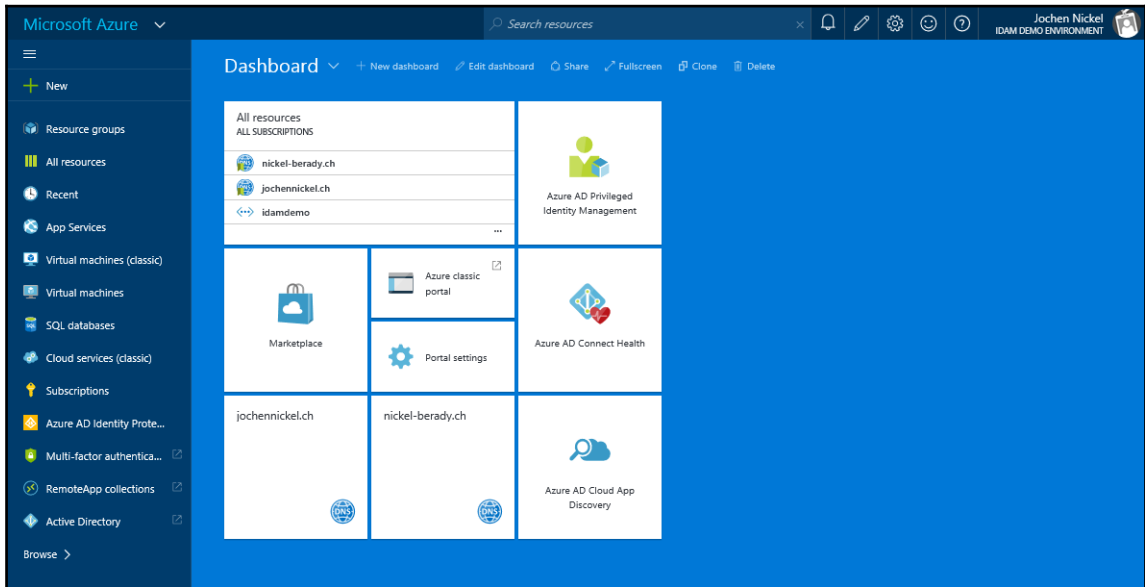 Microsoft Azure
Search resources
Jochen Nickel
IDAM DEMO ENVIRONMENT
New
Resource groups
All resources
Recent
App Services
Virtual machines (classic)
Virtual machines
SQL databases
Cloud services (classic)
Subscriptions
Azure AD Identity Prote...
Multi-factor authentica...
RemoteApp collections
Active Directory
Browse
Dashboard
New dashboard
Edit dashboard
Share
Fullscreen
Clone
Delete
All resources
ALL SUBSCRIPTIONS
nickel-berady.ch
jochennickel.ch
idamdemo
...
Azure AD Privileged
Identity Management
Marketplace
Azure classic
portal
Portal settings
Azure AD Connect Health
jochennickel.ch
DNS
nickel-berady.ch
DNS
Azure AD Cloud App
Discovery